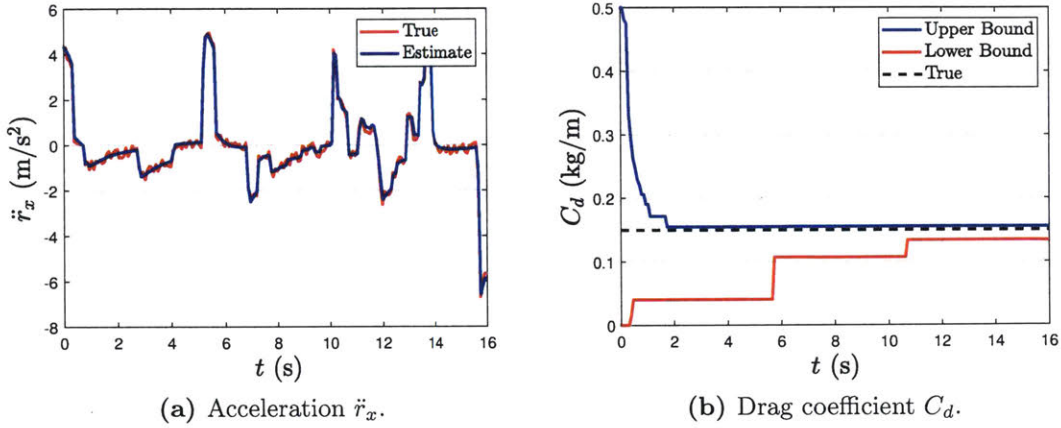 True
Estimate
6
4
2
0
-2
-4
-6
-8
r̈ₓ (m/s²)
0 2 4 6 8 10 12 14 16
t (s)
(a) Acceleration r̈ₓ.
Upper Bound
Lower Bound
True
0.5
0.4
0.3
0.2
0.1
0
C_d (kg/m)
0 2 4 6 8 10 12 14 16
t (s)
(b) Drag coefficient C_d.